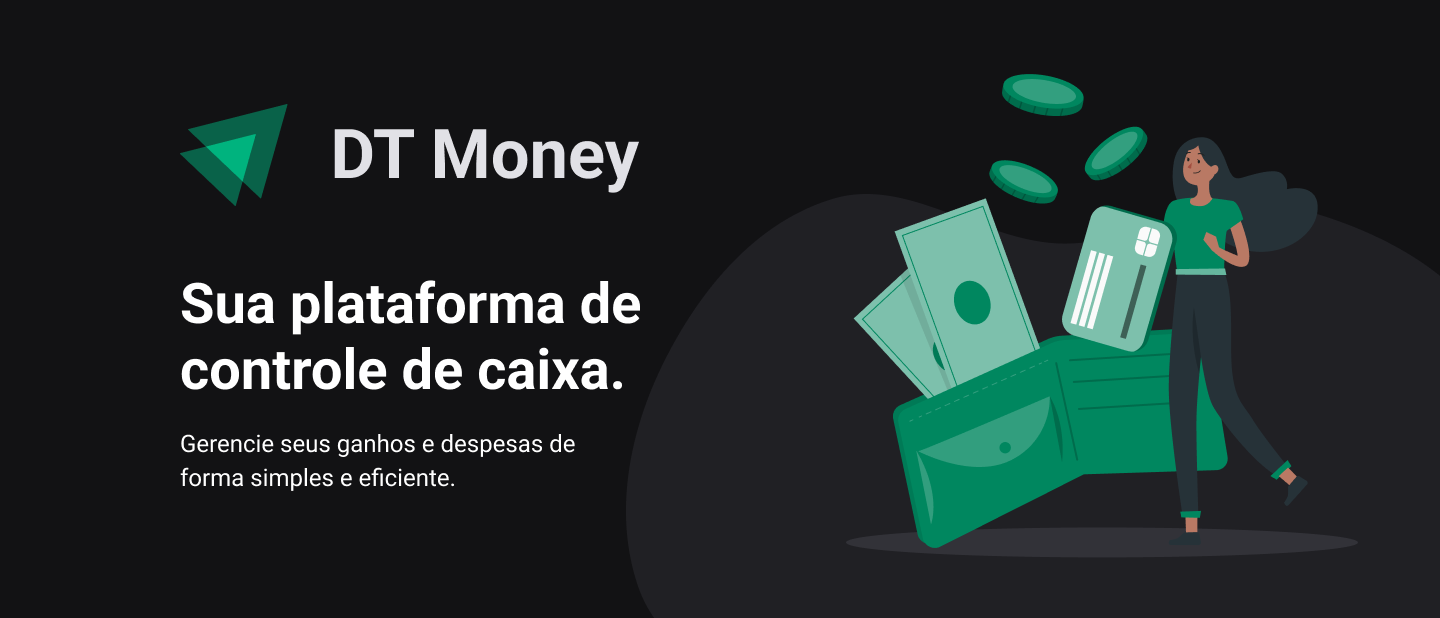 DT Money
Sua plataforma de
controle de caixa.
Gerencie seus ganhos e despesas de
forma simples e eficiente.